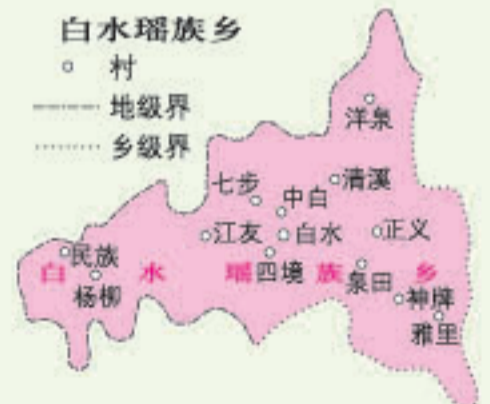 白水瑶族乡
村
地级界
乡级界
洋泉
清溪
七步
中白
江友
白水
正义
民族
白水瑶族乡
四境
泉田
杨柳
神牌
雅里